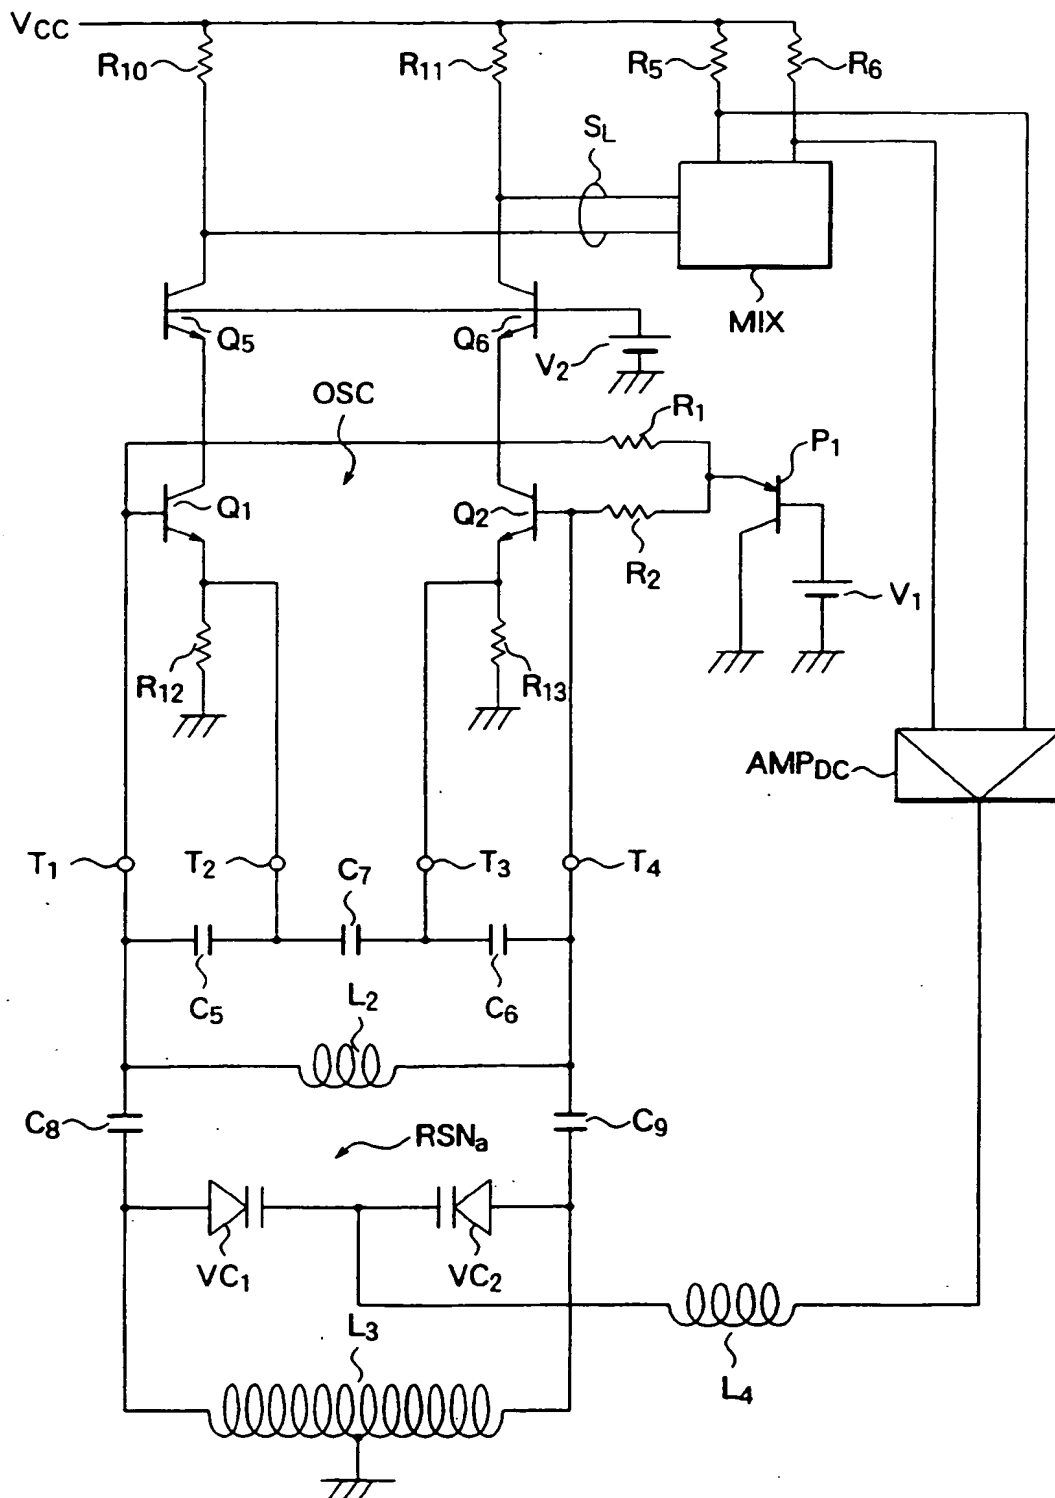 VCC
R10
R11
R5
R6
SL
MIX
Q5
Q6
V2
OSC
R1
P1
Q1
Q2
R2
V1
R12
R13
AMPDC
T1
T2
C7
T3
T4
C5
L2
C6
C8
RSNa
C9
VC1
VC2
L3
L4